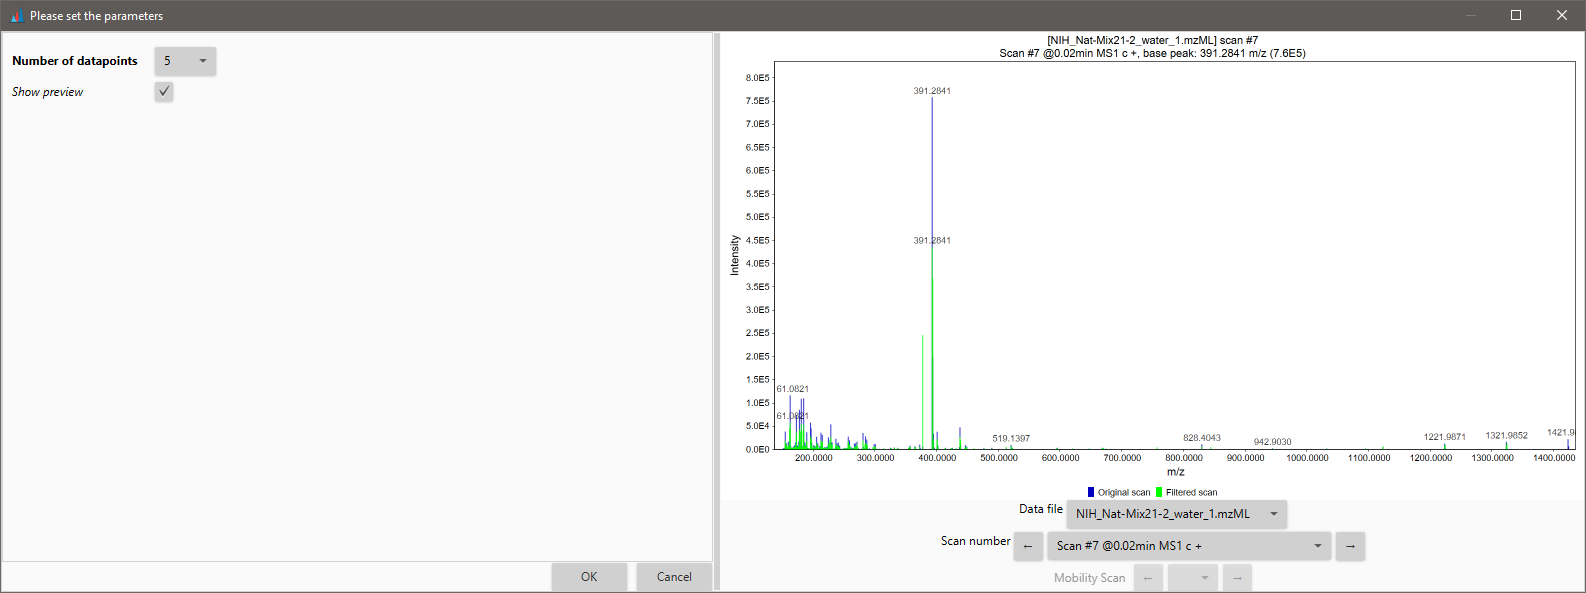 Please set the parameters
Number of datapoints 5
Show preview
OK Cancel
[NIH_Nat-Mix21-2_water_1.mzML] scan #7
Scan #7 @0.02min MS1 c +, base peak: 391.2841 m/z (7.6E5)
Intensity
8.0E5
7.5E5
7.0E5
6.5E5
6.0E5
5.5E5
5.0E5
4.5E5
4.0E5
3.5E5
3.0E5
2.5E5
2.0E5
1.5E5
1.0E5
5.0E4
0.0E0
391.2841
391.2841
61.0821
61.0821
519.1397
828.4043
942.9030
1221.9871
1321.9852
1421.9
200.0000 300.0000 400.0000 500.0000 600.0000 700.0000 800.0000 900.0000 1000.0000 1100.0000 1200.0000 1300.0000 1400.0000
m/z
Original scan Filtered scan
Data file NIH_Nat-Mix21-2_water_1.mzML
Scan number ← Scan #7 @0.02min MS1 c + →
Mobility Scan ← →